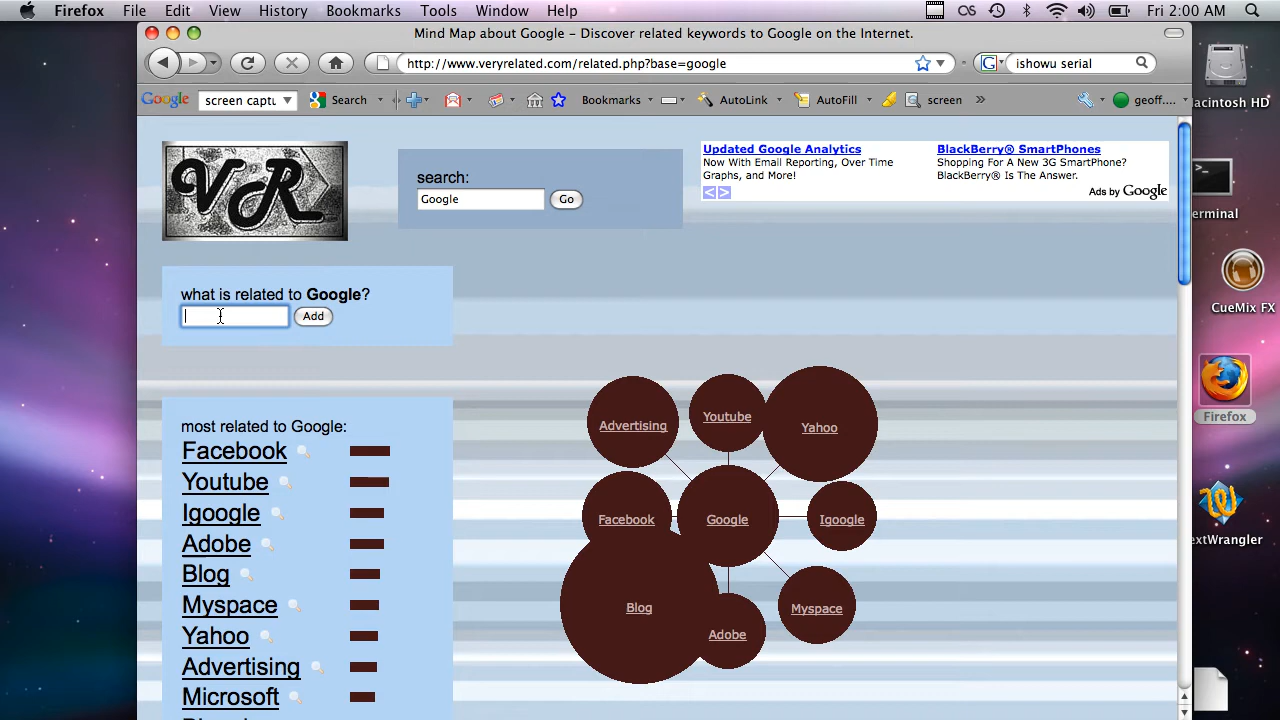 Firefox File Edit View History Bookmarks Tools Window Help Fri 2:00 AM
Mind Map about Google – Discover related keywords to Google on the Internet.
http://www.veryrelated.com/related.php?base=google
ishowu serial
Google screen captu Search Bookmarks AutoLink AutoFill screen » geoff....
VR
search:
Google Go
Updated Google Analytics
Now With Email Reporting, Over Time
Graphs, and More!
BlackBerry® SmartPhones
Shopping For A New 3G SmartPhone?
BlackBerry® Is The Answer.
Ads by Google
what is related to Google?
Add
most related to Google:
Facebook
Youtube
Igoogle
Adobe
Blog
Myspace
Yahoo
Advertising
Microsoft
Advertising
Youtube
Yahoo
Facebook
Google
Igoogle
Blog
Adobe
Myspace
acintosh HD
erminal
CueMix FX
Firefox
extWrangler